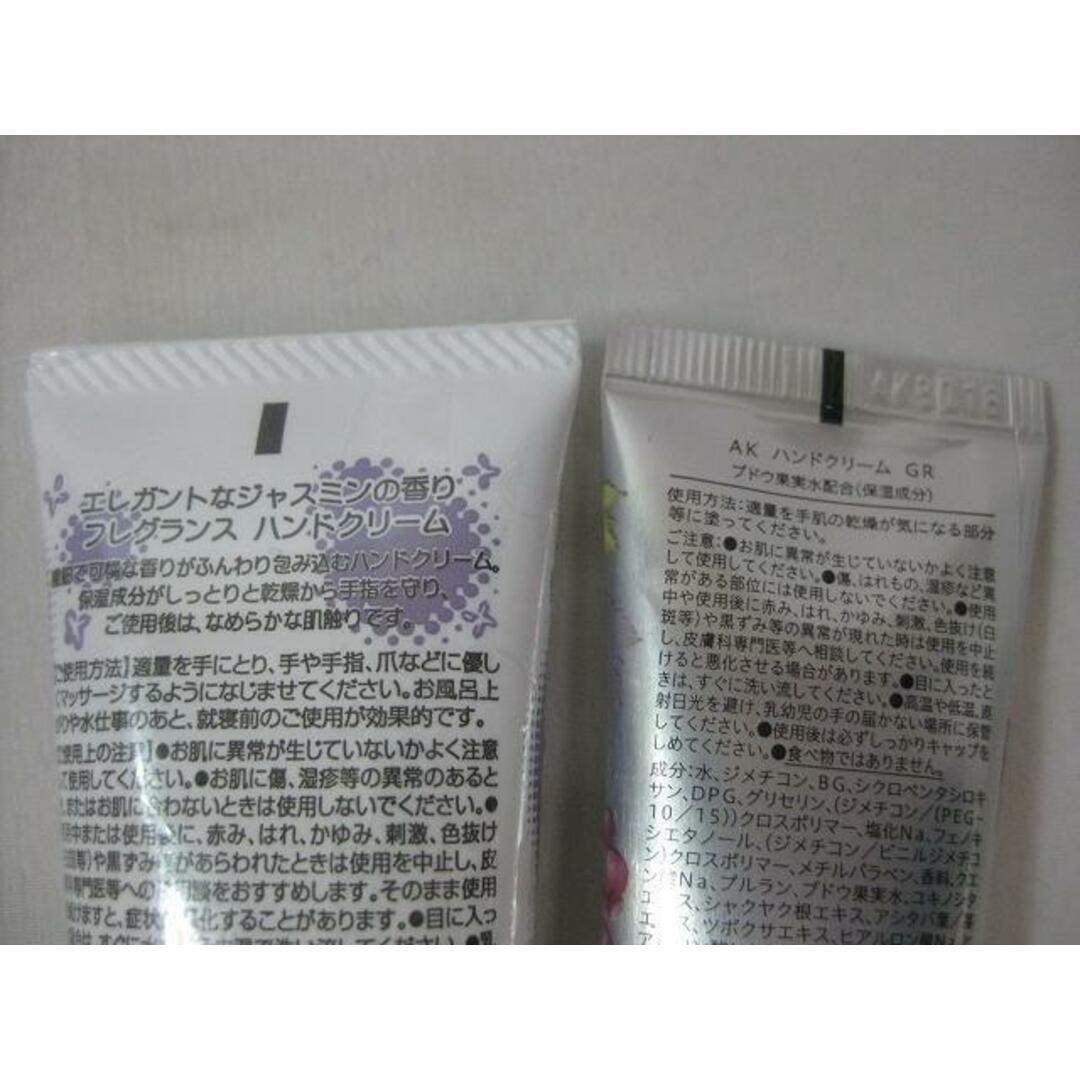 エレガントなジャスミンの香り
フレグランス ハンドクリーム
で可憐な香りがふんわり包み込むハンドクリーム。
保湿成分がしっとりと乾燥から手指を守り、
ご使用後は、なめらかな肌触りです。
ご使用方法】適量を手にとり、手や手指、爪などに優し
くマッサージするようになじませてください。お風呂上
がりや水仕事のあと、就寝前のご使用が効果的です。
ご使用上の注意】●お肌に異常が生じていないかよく注意
て使用してください。●お肌に傷、湿疹等の異常のあると
、またはお肌に合わないときは使用しないでください。●
使用中または使用後に、赤み、はれ、かゆみ、刺激、色抜け
等)や黒ずみ等があらわれたときは使用を中止し、皮
専門医等へのご相談をおすすめします。そのまま使用
続けますと、症状が悪化することがあります。●目に入っ
AK8D18
AK ハンドクリーム GR
ブドウ果実水配合(保湿成分)
使用方法:適量を手肌の乾燥が気になる部分
等に塗ってください。
ご注意:●お肌に異常が生じていないかよく注意
して使用してください。●傷、はれもの、湿疹など異
常がある部位には使用しないでください。●使用
中や使用後に赤み、はれ、かゆみ、刺激、色抜け(白
斑等)や黒ずみ等の異常が現れた時は使用を中止
し、皮膚科専門医等へ相談してください。使用を続
けると悪化させる場合があります。●目に入ったと
きは、すぐに洗い流してください。●高温や低温、直
射日光を避け、乳幼児の手の届かない場所に保管
してください。●使用後は必ずしっかりキャップを
しめてください。●食べ物ではありません。
成分:水、ジメチコン、BG、シクロペンタシロキ
サン、DPG、グリセリン、(ジメチコン/(PEG-
10/15))クロスポリマー、塩化Na、フェノキ
シエタノール、(ジメチコン/ビニルジメチコ
ン)クロスポリマー、メチルパラベン、香料、クエ
ン酸Na、プルラン、ブドウ果実水、ユキノシタ
エキス、シャクヤク根エキス、アシタバ葉/茎
エキス、ツボクサエキス、ヒアルロン酸Na